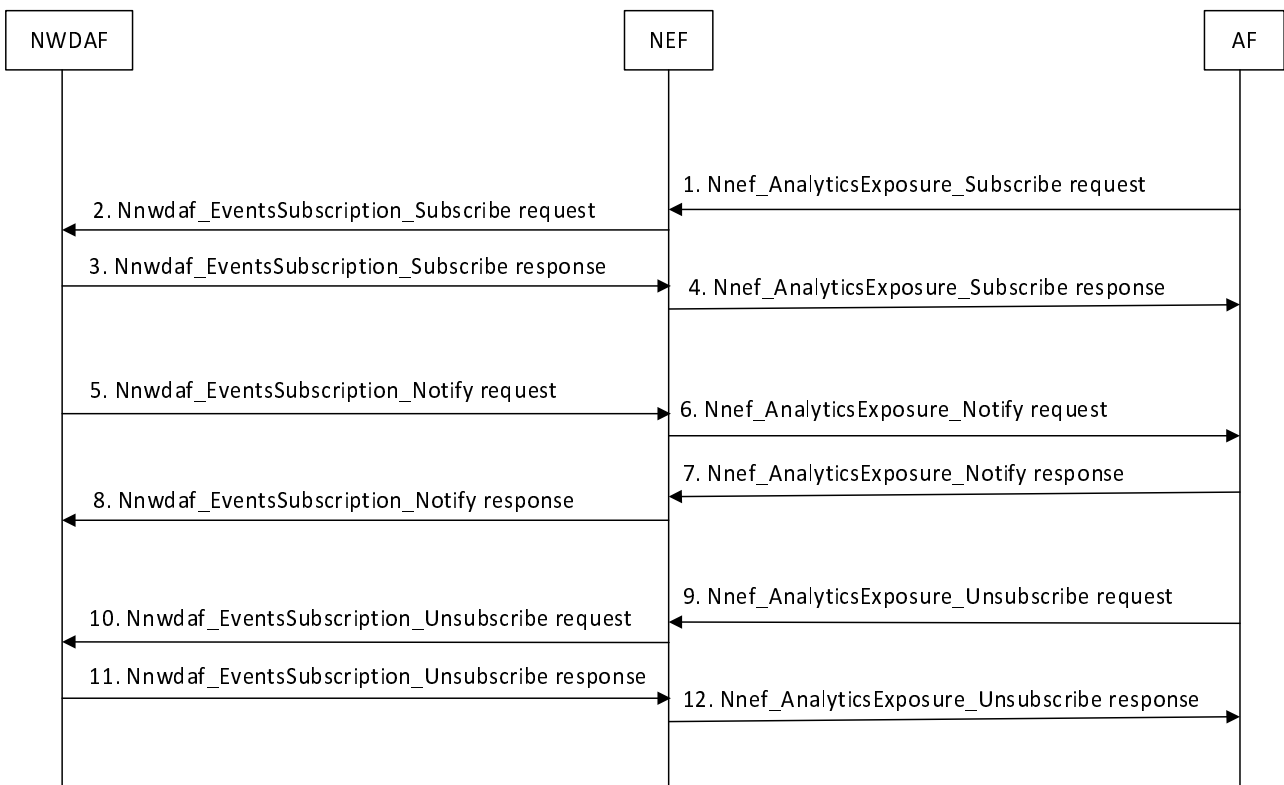 NWDAF
NEF
AF
1. Nnef_AnalyticsExposure_Subscribe request
2. Nnwdaf_EventsSubscription_Subscribe request
3. Nnwdaf_EventsSubscription_Subscribe response
4. Nnef_AnalyticsExposure_Subscribe response
5. Nnwdaf_EventsSubscription_Notify request
6. Nnef_AnalyticsExposure_Notify request
7. Nnef_AnalyticsExposure_Notify response
8. Nnwdaf_EventsSubscription_Notify response
9. Nnef_AnalyticsExposure_Unsubscribe request
10. Nnwdaf_EventsSubscription_Unsubscribe request
11. Nnwdaf_EventsSubscription_Unsubscribe response
12. Nnef_AnalyticsExposure_Unsubscribe response